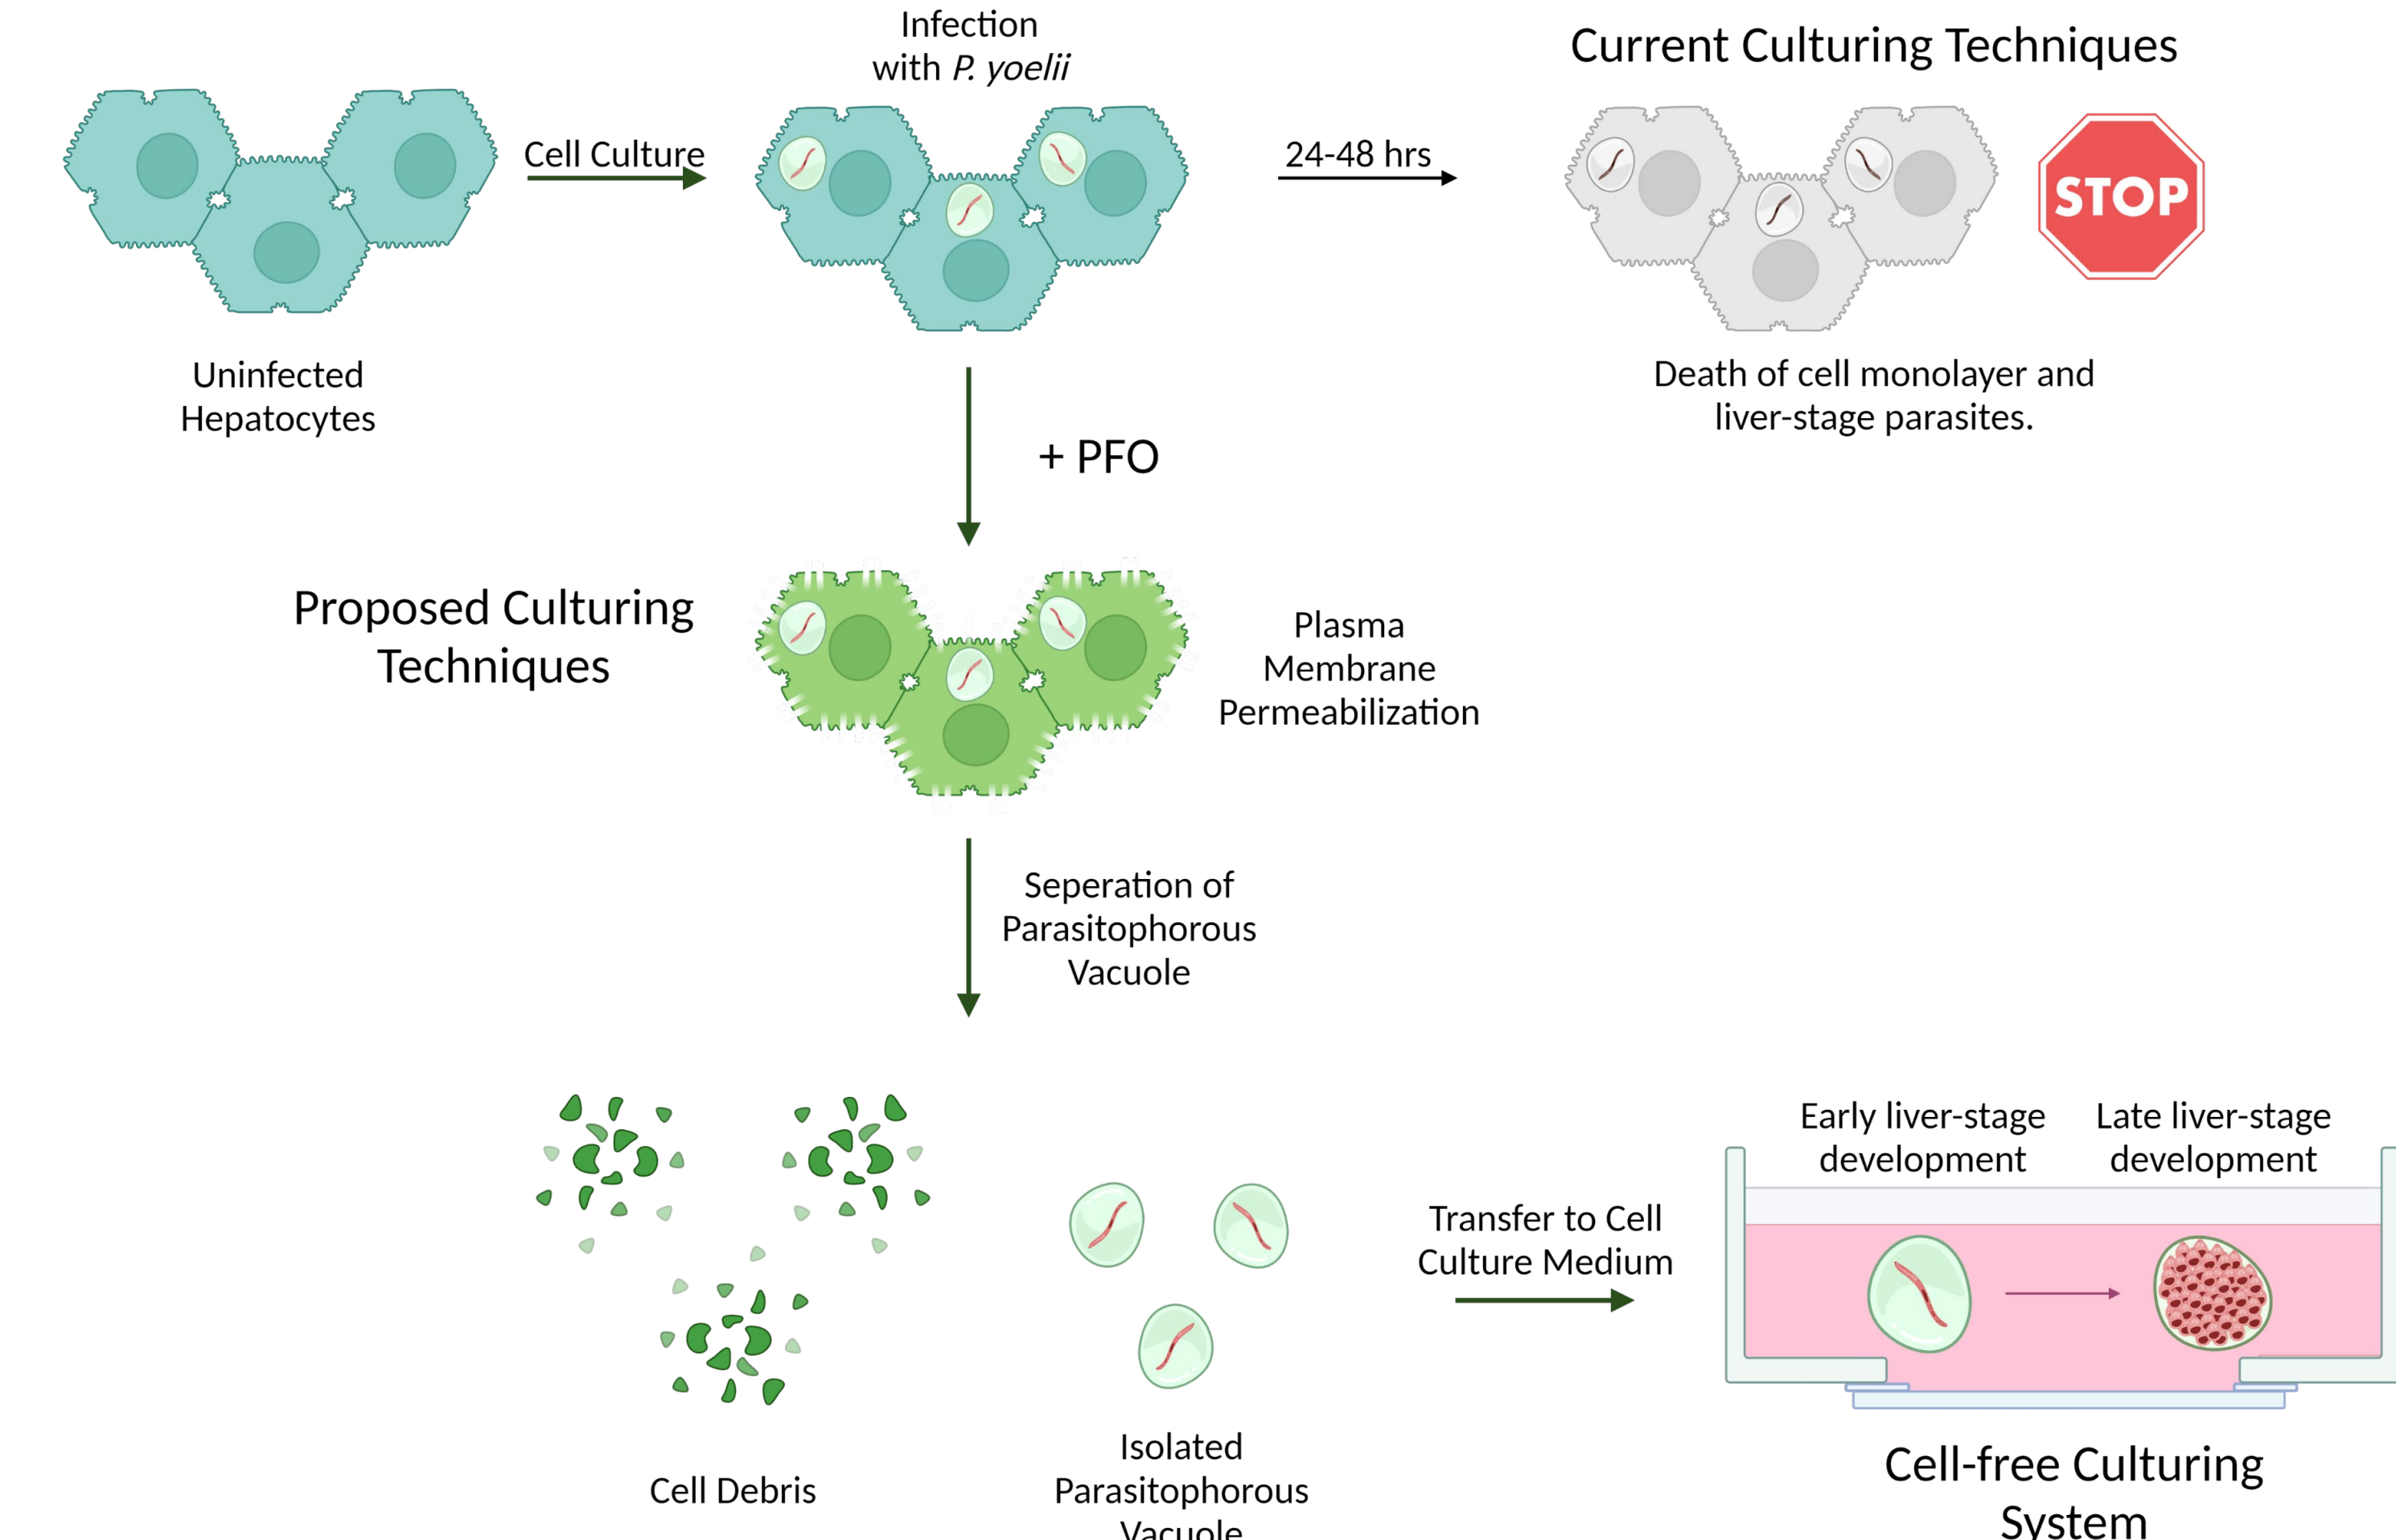 Infection
with P. yoelii
Current Culturing Techniques
Cell Culture
24-48 hrs
STOP
Uninfected
Hepatocytes
Death of cell monolayer and
liver-stage parasites.
+ PFO
Proposed Culturing
Techniques
Plasma
Membrane
Permeabilization
Seperation of
Parasitophorous
Vacuole
Early liver-stage
development
Late liver-stage
development
Transfer to Cell
Culture Medium
Cell Debris
Isolated
Parasitophorous
Vacuole
Cell-free Culturing
System